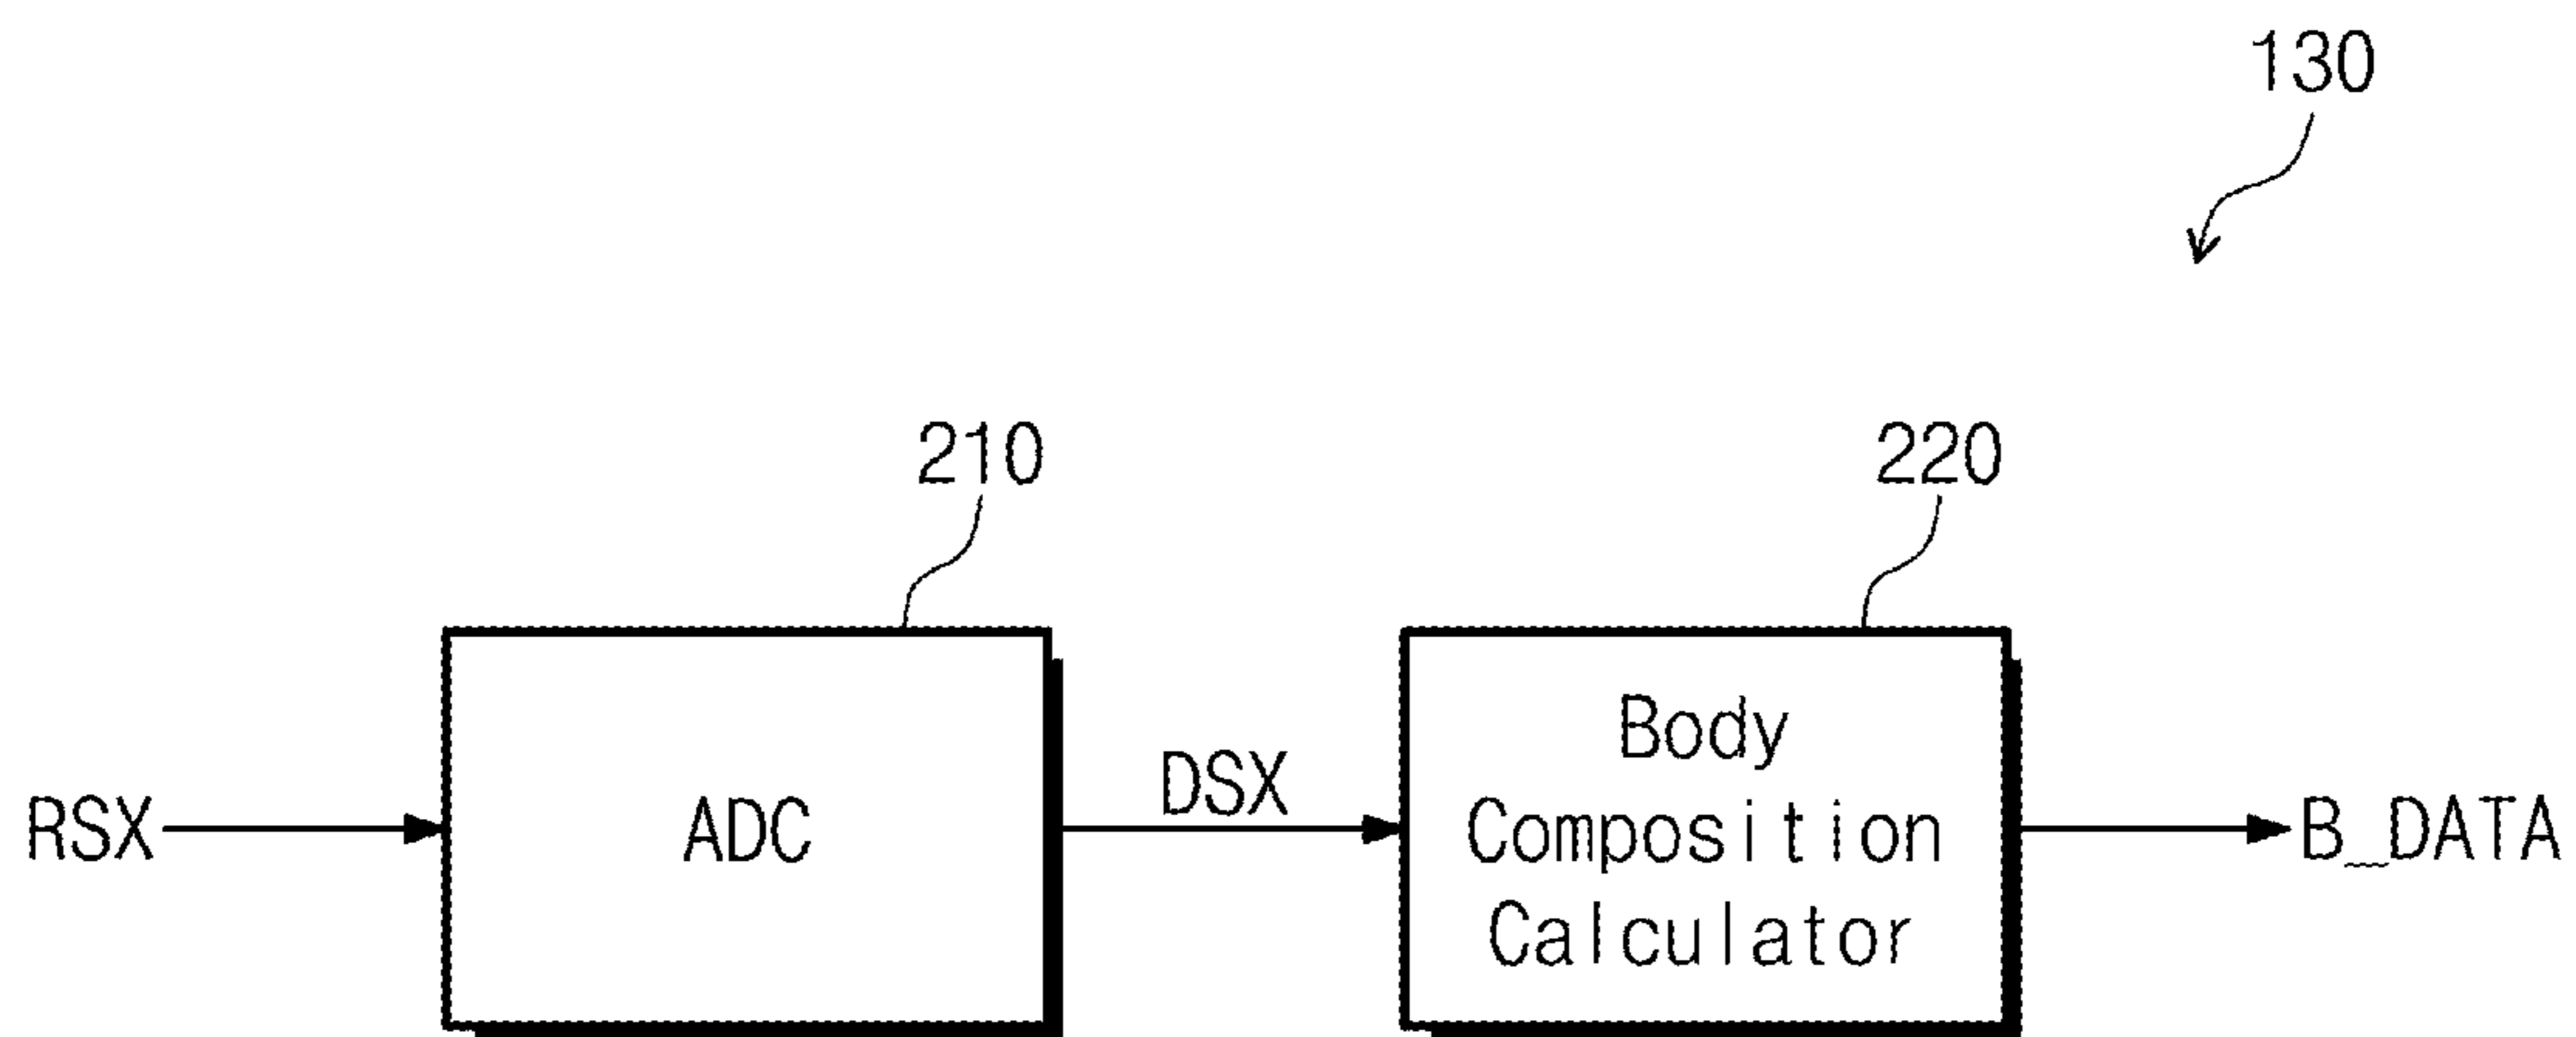 130
210
220
RSX
ADC
DSX
Body
Composition
Calculator
B_DATA